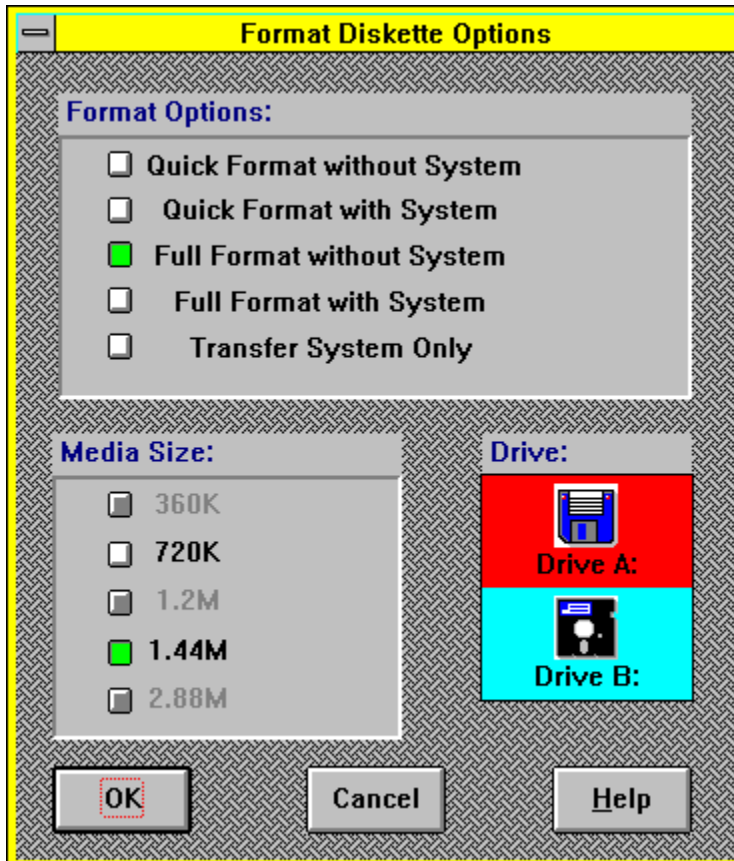 Format Diskette Options
Format Options:
Quick Format without System
Quick Format with System
Full Format without System
Full Format with System
Transfer System Only
Media Size:
360K
720K
1.2M
1.44M
2.88M
Drive:
Drive A:
Drive B:
OK
Cancel
Help